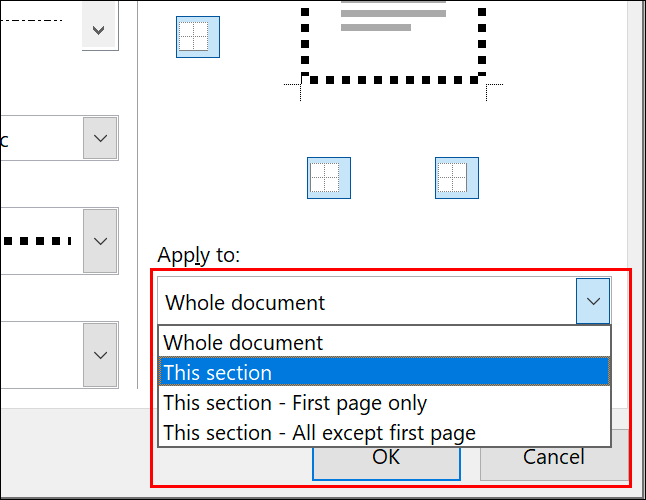 c
Apply to:
Whole document
Whole document
This section
This section - First page only
This section - All except first page
OK
Cancel